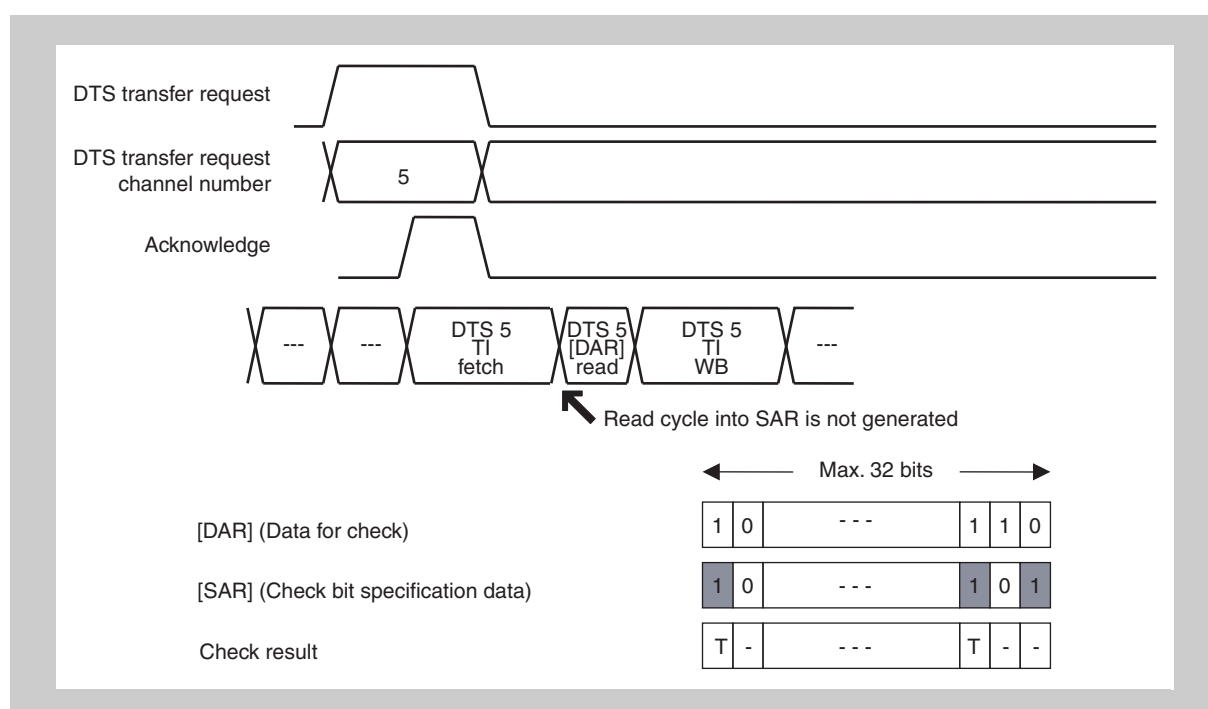 DTS transfer request
DTS transfer request
channel number
5
Acknowledge
---
---
DTS 5
TI
fetch
DTS 5
[DAR]
read
DTS 5
TI
WB
---
Read cycle into SAR is not generated
Max. 32 bits
[DAR] (Data for check)
1 0 - - - 1 1 0
[SAR] (Check bit specification data)
1 0 - - - 1 0 1
Check result
T - - - - T - -